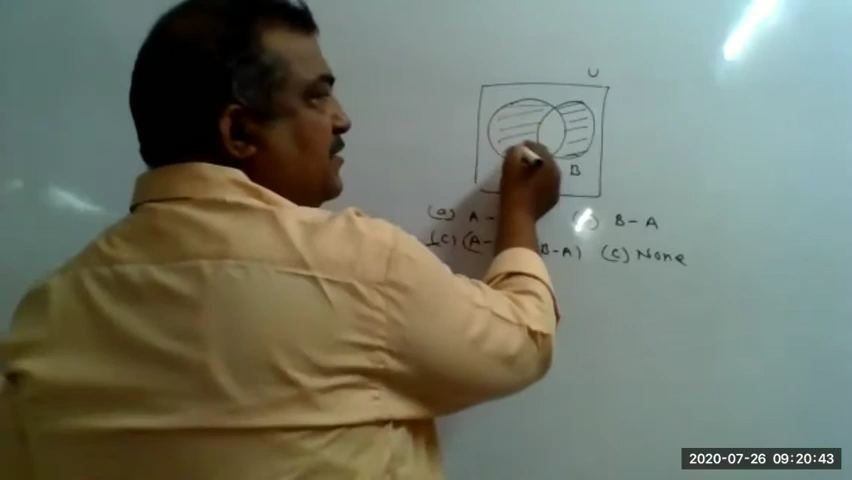 U
B
(a) A - B - A
(c) (A - B-A) (c) None
2020-07-26 09:20:43